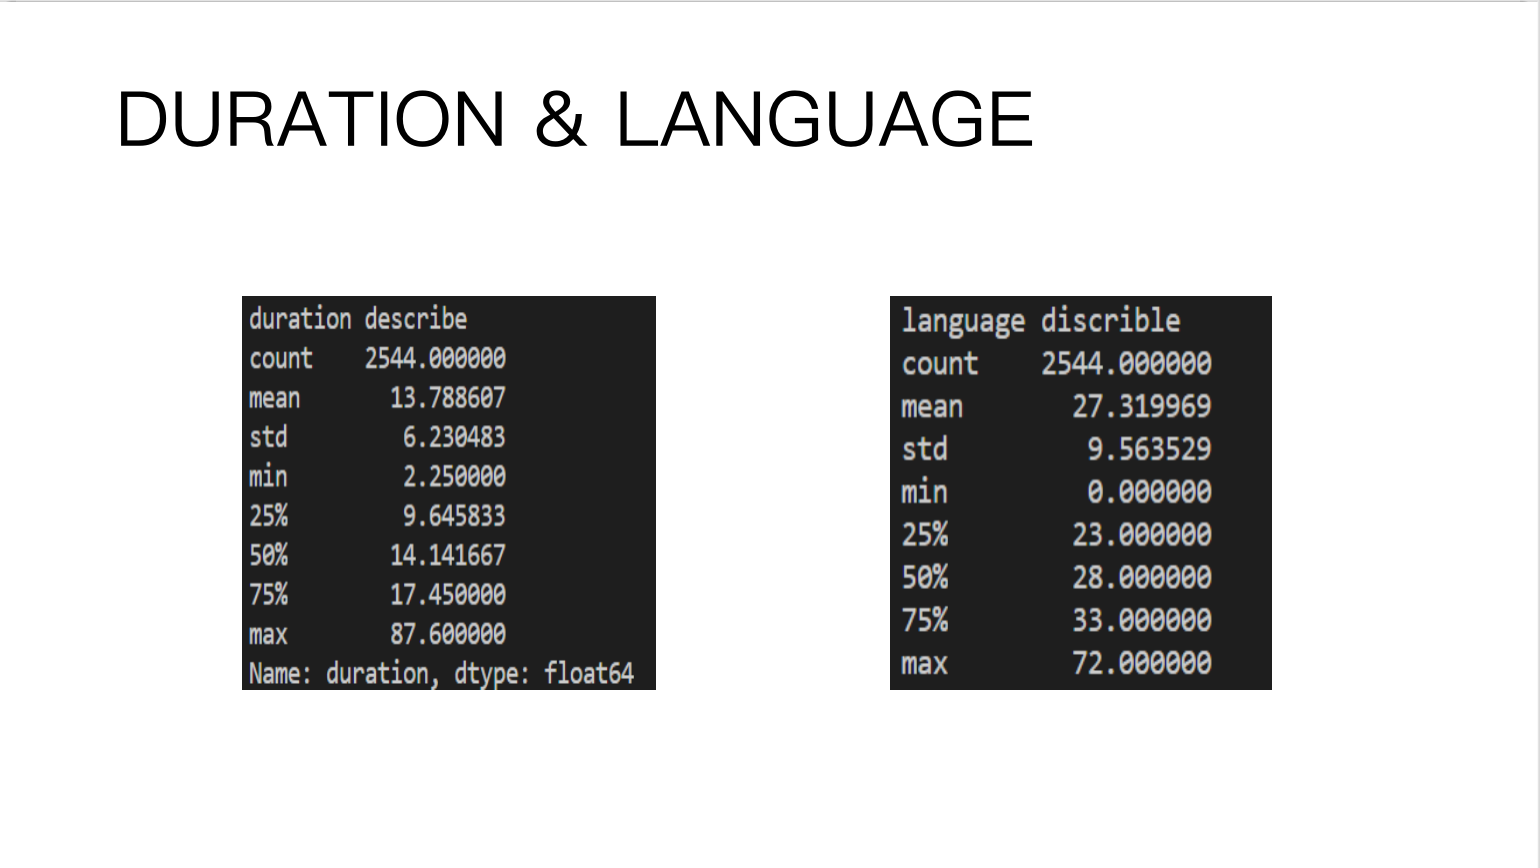 DURATION & LANGUAGE
duration describe
count 2544.000000
mean 13.788607
std 6.230483
min 2.250000
25% 9.645833
50% 14.141667
75% 17.450000
max 87.600000
Name: duration, dtype: float64
language discrible
count 2544.000000
mean 27.319969
std 9.563529
min 0.000000
25% 23.000000
50% 28.000000
75% 33.000000
max 72.000000